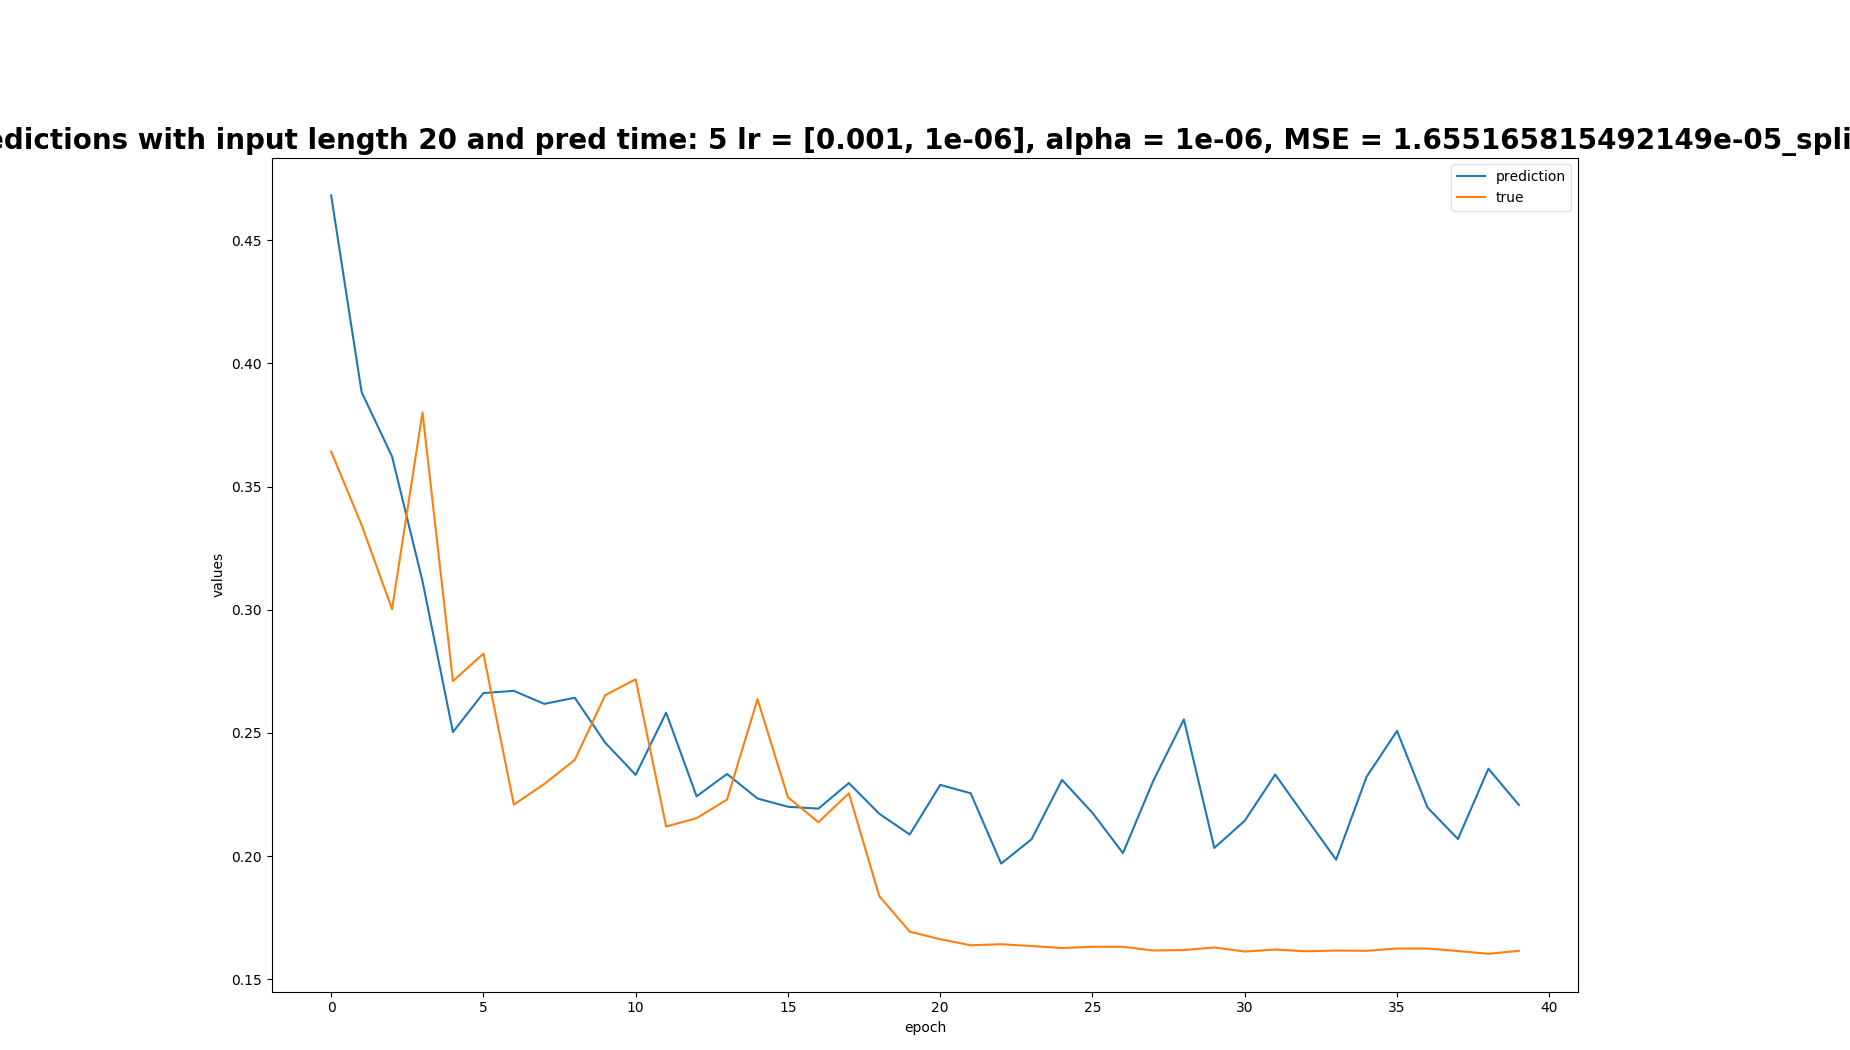 edictions with input length 20 and pred time: 5 lr = [0.001, 1e-06], alpha = 1e-06, MSE = 1.655165815492149e-05_spli
prediction
true
0.45
0.40
0.35
0.30
0.25
0.20
0.15
values
0 5 10 15 20 25 30 35 40
epoch